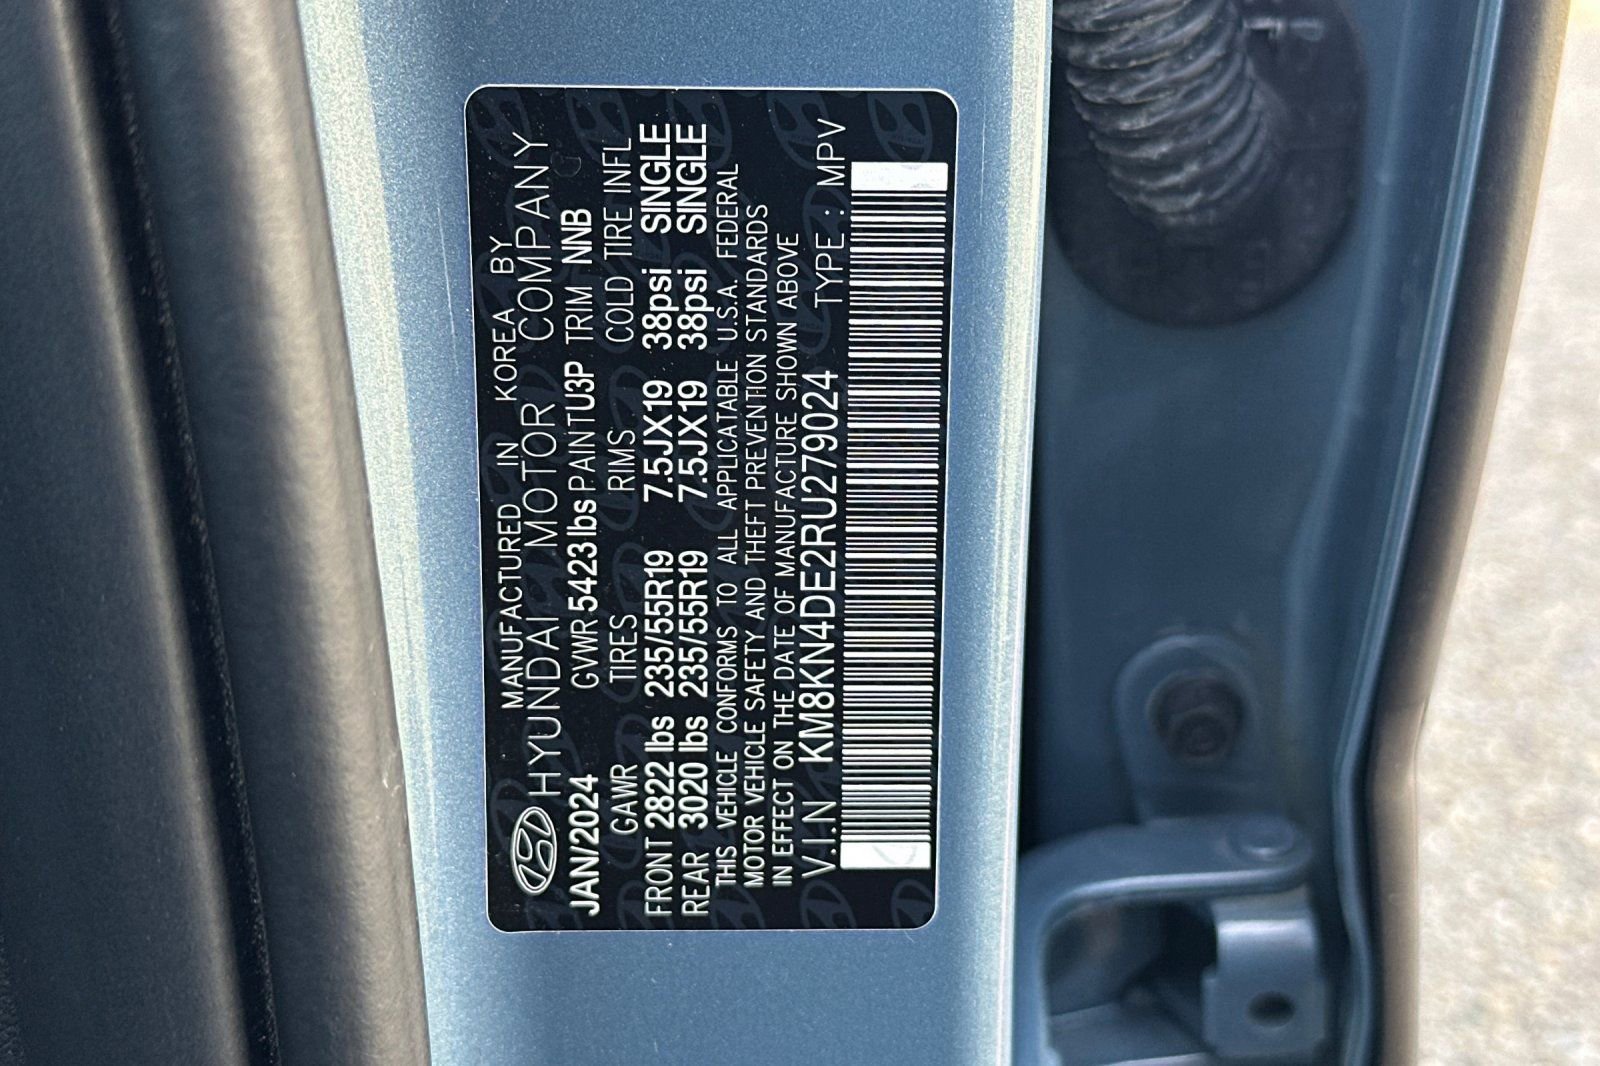 MANUFACTURED IN KOREA BY
HYUNDAI MOTOR COMPANY
JAN/2024 GVWR 5423lbs PAINT U3P TRIM NNB
GAWR TIRES RIMS COLD TIRE INFL
FRONT 2822 lbs 235/55R19 7.5JX19 38psi SINGLE
REAR 3020 lbs 235/55R19 7.5JX19 38psi SINGLE
THIS VEHICLE CONFORMS TO ALL APPLICATABLE U.S.A. FEDERAL
MOTOR VEHICLE SAFETY AND THEFT PREVENTION STANDARDS
IN EFFECT ON THE DATE OF MANUFACTURE SHOWN ABOVE
V.I.N KM8KN4DE2RU279024 TYPE : MPV